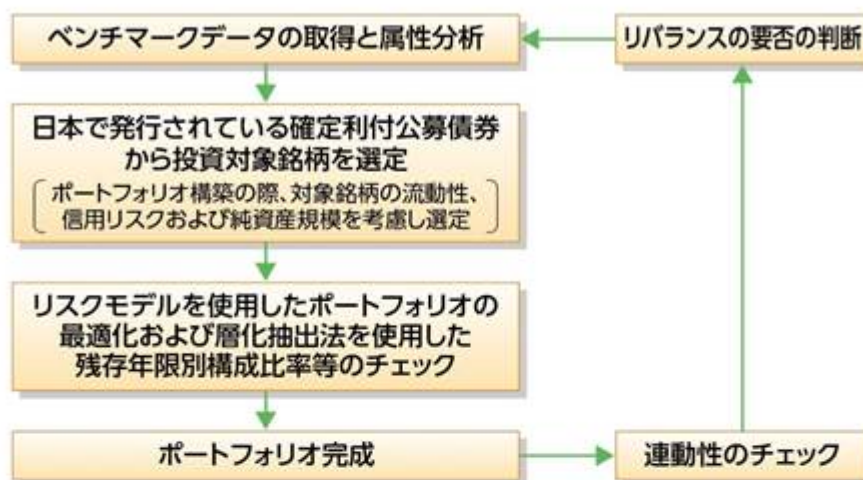 ベンチマークデータの取得と属性分析
リバランスの要否の判断
日本で発行されている確定利付公募債券
から投資対象銘柄を選定
ポートフォリオ構築の際、対象銘柄の流動性、
信用リスクおよび純資産規模を考慮し選定
リスクモデルを使用したポートフォリオの
最適化および層化抽出法を使用した
残存年限別構成比率等のチェック
ポートフォリオ完成
連動性のチェック